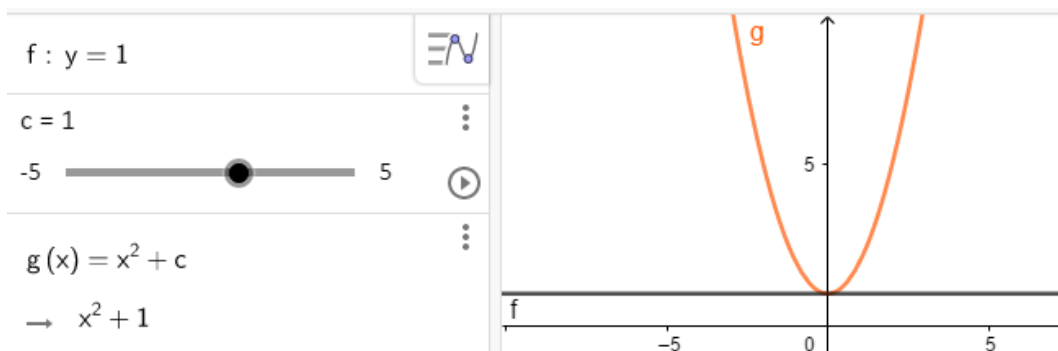 f : y = 1
c = 1
-5 5
g (x) = x² + c
→ x² + 1
g
5
f
−5 0 5